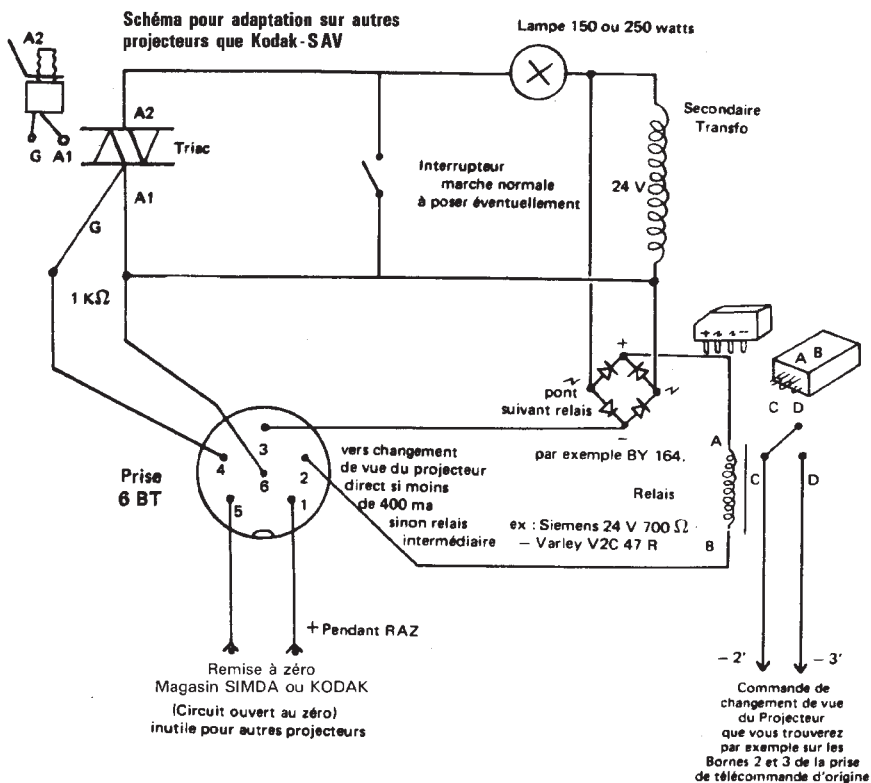 Schéma pour adaptation sur autres
projecteurs que Kodak-SAV
Lampe 150 ou 250 watts
A2
G
A1
A2
Triac
A1
G
1 KΩ
Interrupteur
marche normale
à poser éventuellement
Secondaire
Transfo
24 V
+ ~ ~ -
A B
C D
+
~
~
-
pont
suivant relais
par exemple BY 164.
A
B
Relais
ex : Siemens 24 V 700 Ω
– Varley V2C 47 R
C
D
Prise
6 BT
3
4
2
6
5
1
vers changement
de vue du projecteur
direct si moins
de 400 ma
sinon relais
intermédiaire
+ Pendant RAZ
Remise à zéro
Magasin SIMDA ou KODAK
(Circuit ouvert au zéro)
inutile pour autres projecteurs
– 2'
– 3'
Commande de
changement de vue
du Projecteur
que vous trouverez
par exemple sur les
Bornes 2 et 3 de la prise
de télécommande d'origine